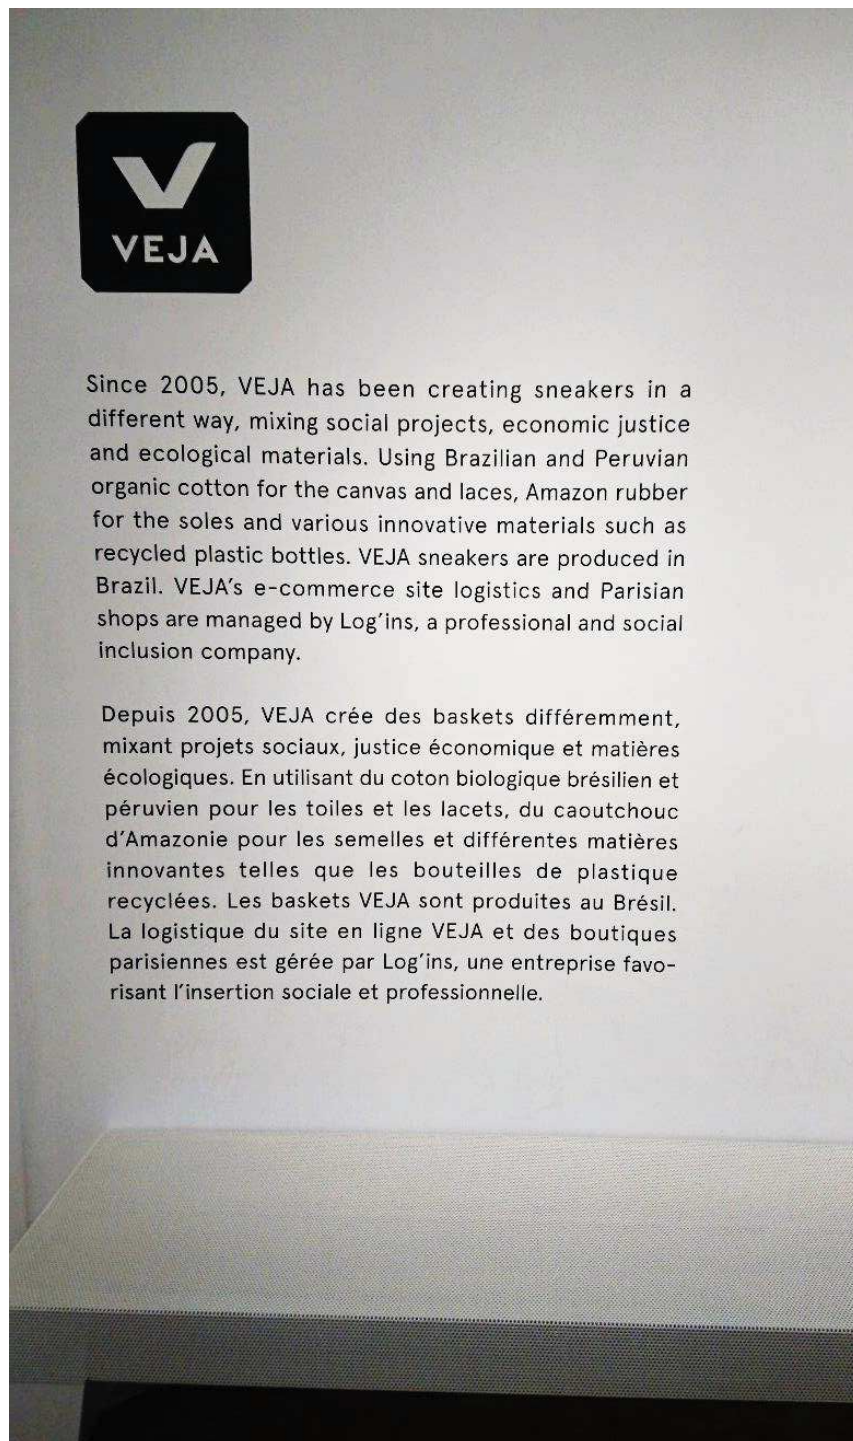 VEJA
Since 2005, VEJA has been creating sneakers in a
different way, mixing social projects, economic justice
and ecological materials. Using Brazilian and Peruvian
organic cotton for the canvas and laces, Amazon rubber
for the soles and various innovative materials such as
recycled plastic bottles. VEJA sneakers are produced in
Brazil. VEJA's e-commerce site logistics and Parisian
shops are managed by Log'ins, a professional and social
inclusion company.
Depuis 2005, VEJA crée des baskets différemment,
mixant projets sociaux, justice économique et matières
écologiques. En utilisant du coton biologique brésilien et
péruvien pour les toiles et les lacets, du caoutchouc
d'Amazonie pour les semelles et différentes matières
innovantes telles que les bouteilles de plastique
recyclées. Les baskets VEJA sont produites au Brésil.
La logistique du site en ligne VEJA et des boutiques
parisiennes est gérée par Log'ins, une entreprise favo-
risant l'insertion sociale et professionnelle.